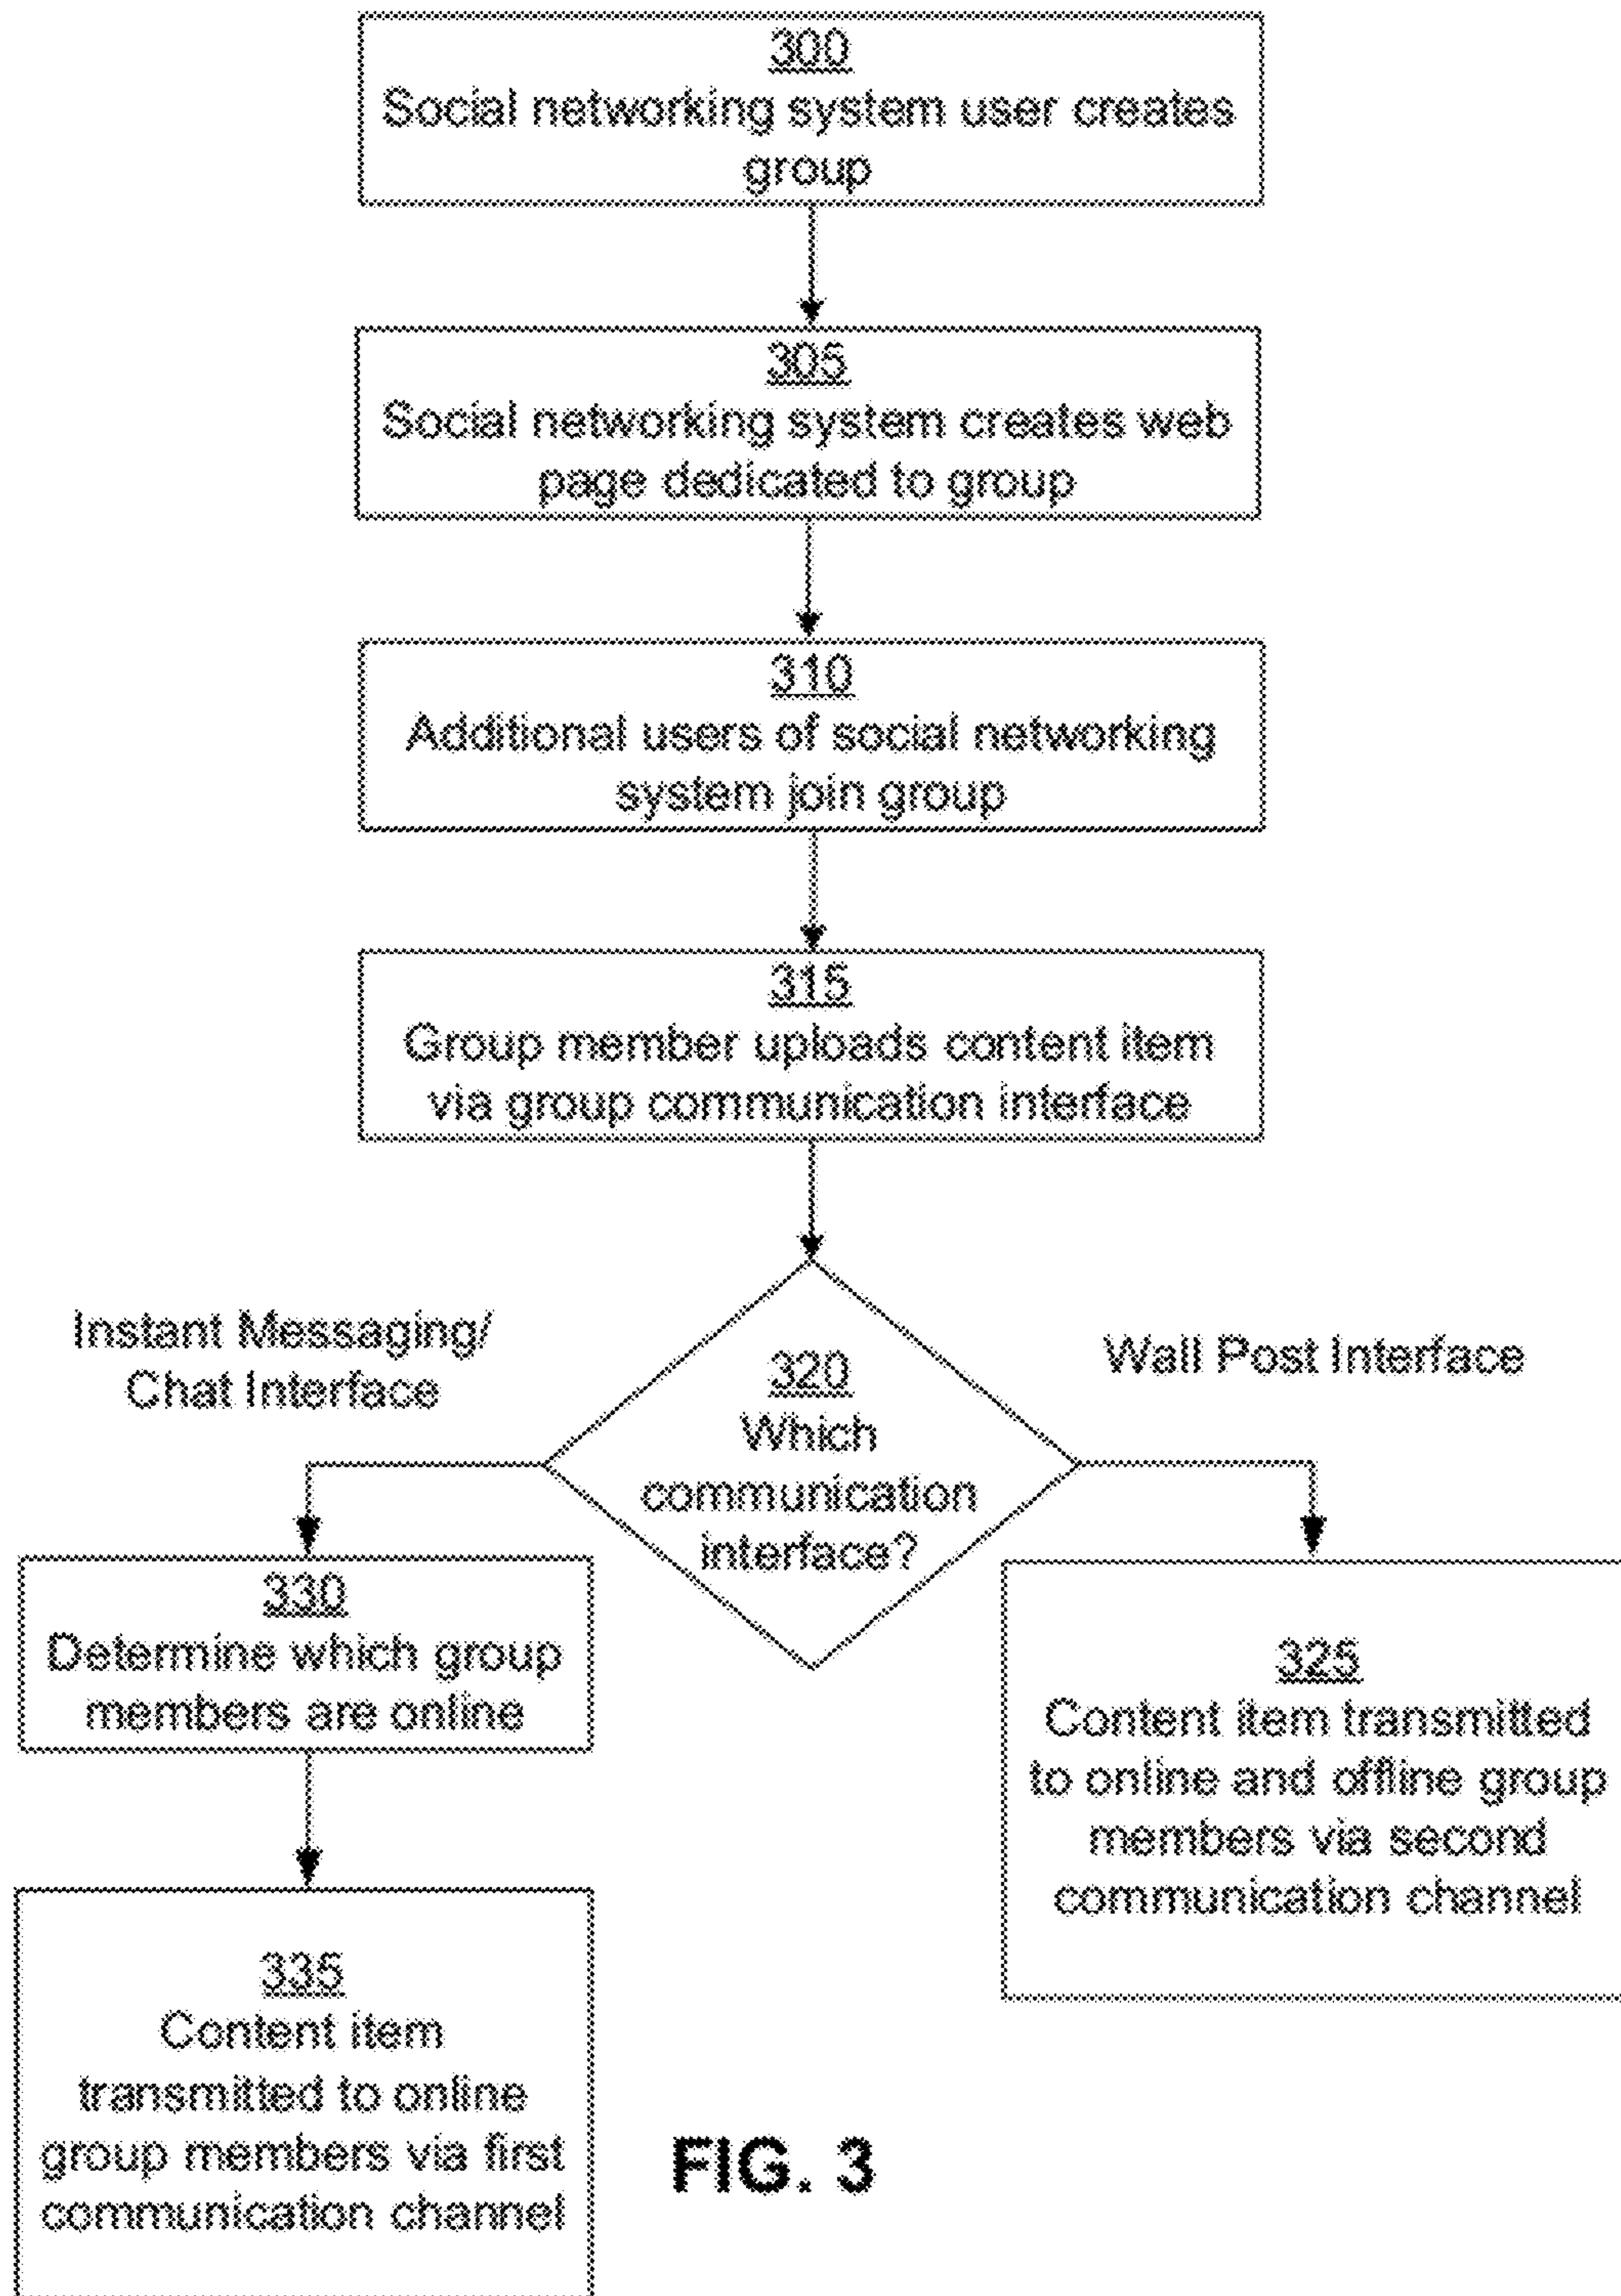 300
Social networking system user creates
group
305
Social networking system creates web
page dedicated to group
310
Additional users of social networking
system join group
315
Group member uploads content item
via group communication interface
Instant Messaging/
Chat Interface
320
Which
communication
interface?
Wall Post Interface
330
Determine which group
members are online
325
Content item transmitted
to online and offline group
members via second
communication channel
335
Content item
transmitted to online
group members via first
communication channel
FIG. 3